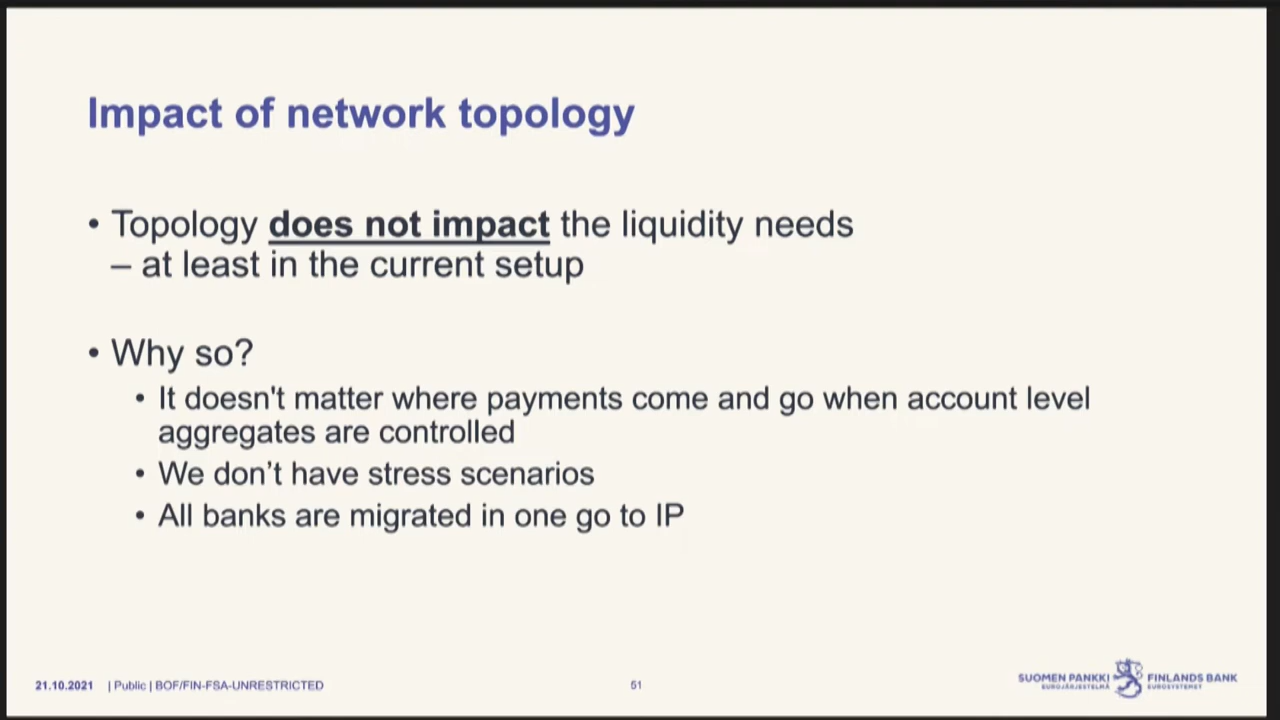 Impact of network topology
• Topology does not impact the liquidity needs
– at least in the current setup
• Why so?
• It doesn't matter where payments come and go when account level
aggregates are controlled
• We don’t have stress scenarios
• All banks are migrated in one go to IP
21.10.2021 | Public | BOF/FIN-FSA-UNRESTRICTED
51
SUOMEN PANKKI
EUROJÄRJESTELMÄ
FINLANDS BANK
EUROSYSTEMET